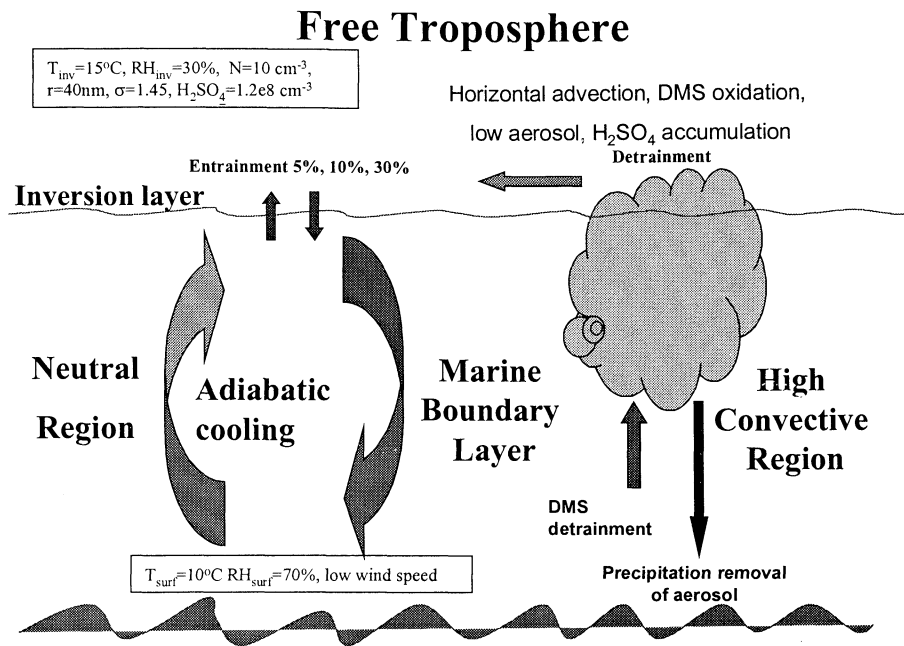 Free Troposphere
T_inv=15°C, RH_inv=30%, N=10 cm⁻³,
r=40nm, σ=1.45, H₂SO₄=1.2e8 cm⁻³
Horizontal advection, DMS oxidation,
low aerosol, H₂SO₄ accumulation
Detrainment
Entrainment 5%, 10%, 30%
Inversion layer
Neutral
Region
Adiabatic
cooling
Marine
Boundary
Layer
High
Convective
Region
DMS
detrainment
T_surf=10°C RH_surf=70%, low wind speed
Precipitation removal
of aerosol